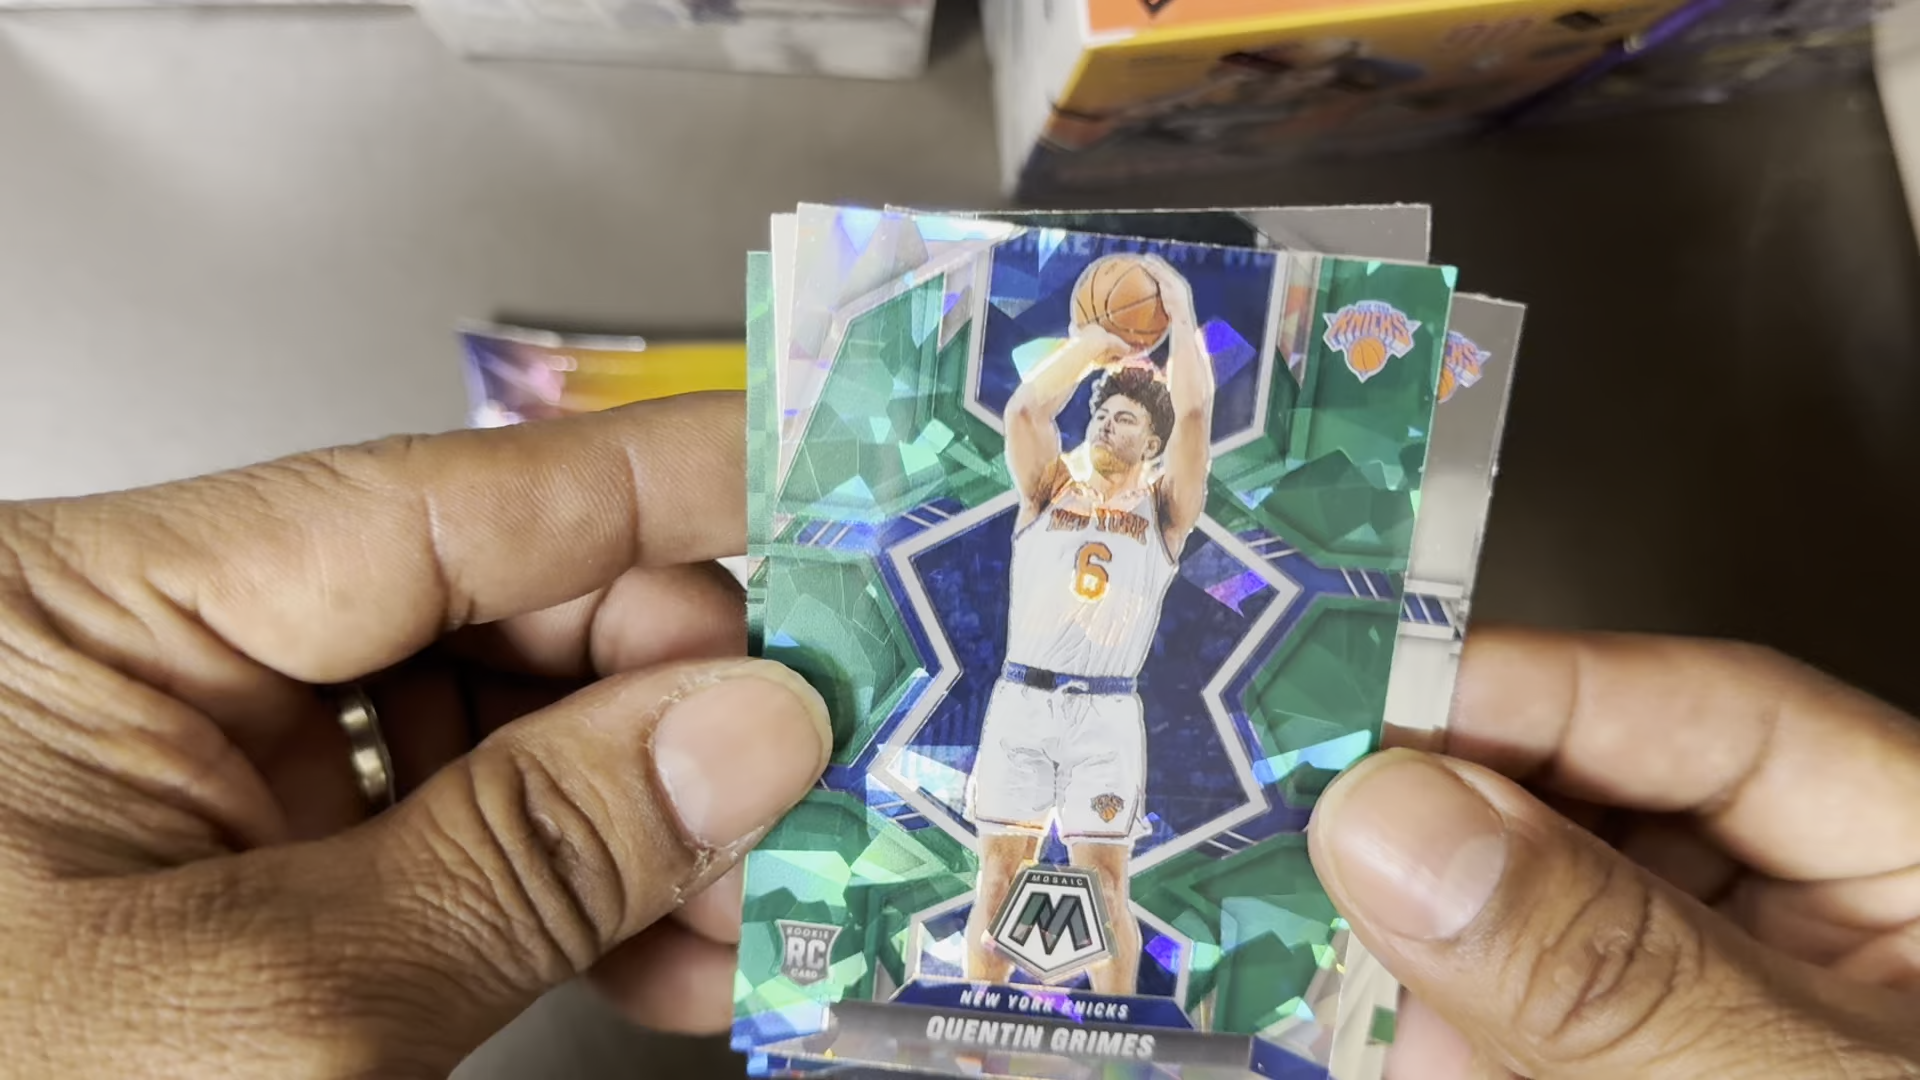 KNICKS
NEW YORK
6
MOSAIC
M
ROOKIE
RC
CARD
NEW YORK KNICKS
QUENTIN GRIMES